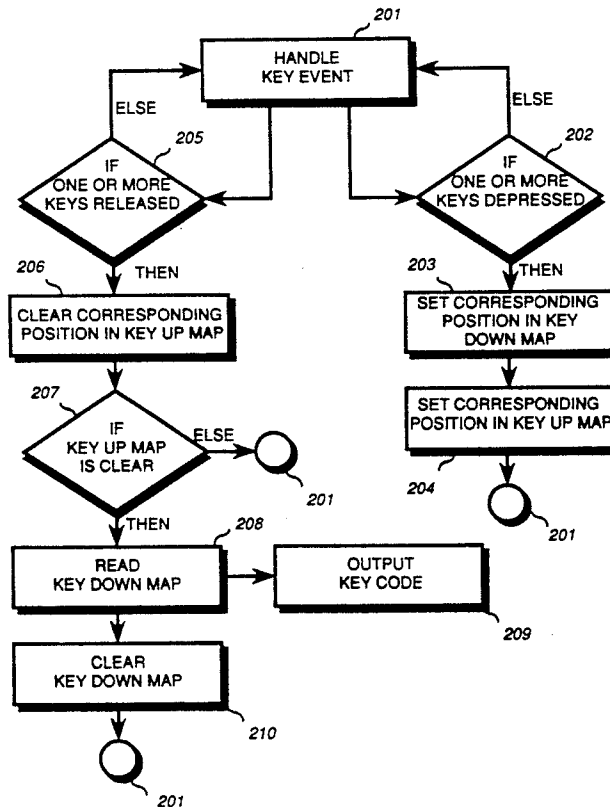 201
HANDLE
KEY EVENT
ELSE
ELSE
205
202
IF
ONE OR MORE
KEYS RELEASED
IF
ONE OR MORE
KEYS DEPRESSED
206
THEN
203
THEN
CLEAR CORRESPONDING
POSITION IN KEY UP MAP
SET CORRESPONDING
POSITION IN KEY
DOWN MAP
207
IF
KEY UP MAP
IS CLEAR
ELSE
201
SET CORRESPONDING
POSITION IN KEY UP MAP
204
201
THEN
208
READ
KEY DOWN MAP
OUTPUT
KEY CODE
209
CLEAR
KEY DOWN MAP
210
201